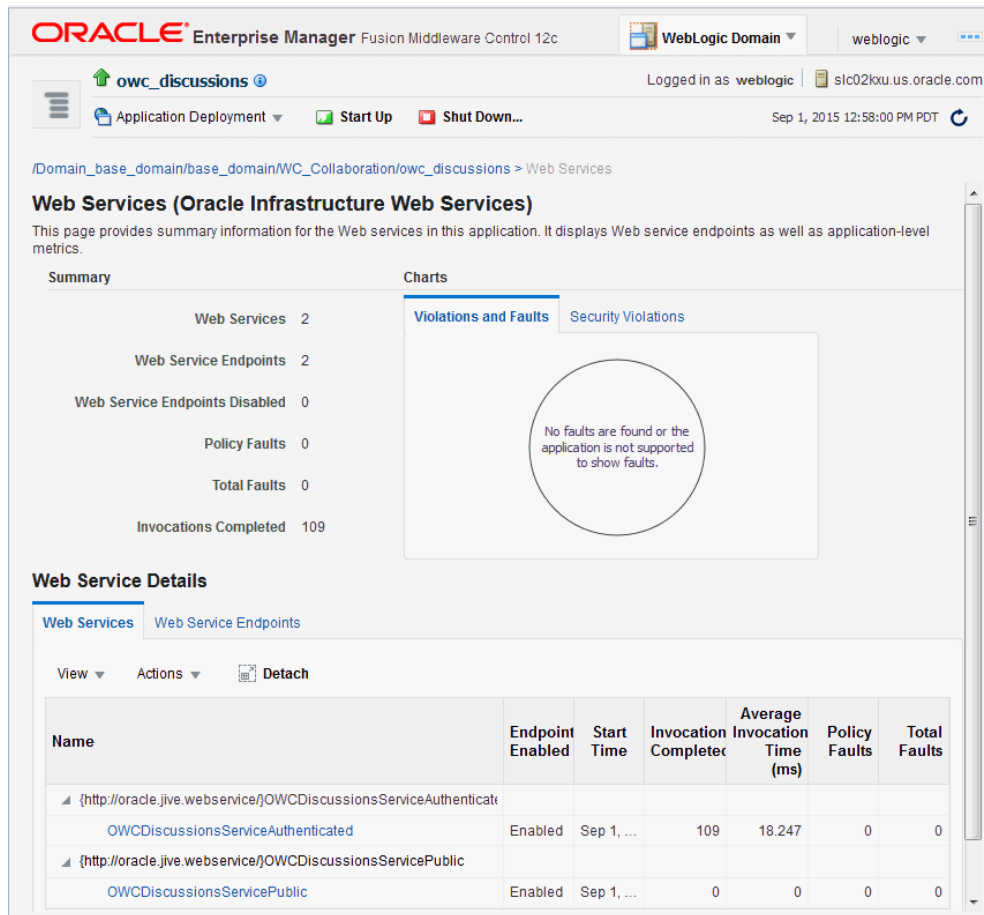 ORACLE Enterprise Manager Fusion Middleware Control 12c
WebLogic Domain
weblogic
owc_discussions
Logged in as weblogic
slc02kxu.us.oracle.com
Application Deployment
Start Up
Shut Down...
Sep 1, 2015 12:58:00 PM PDT
/Domain_base_domain/base_domain/WC_Collaboration/owc_discussions > Web Services
Web Services (Oracle Infrastructure Web Services)
This page provides summary information for the Web services in this application. It displays Web service endpoints as well as application-level
metrics.
Summary
Web Services 2
Web Service Endpoints 2
Web Service Endpoints Disabled 0
Policy Faults 0
Total Faults 0
Invocations Completed 109
Charts
Violations and Faults
Security Violations
No faults are found or the
application is not supported
to show faults.
Web Service Details
Web Services
Web Service Endpoints
View
Actions
Detach
Name
Endpoint
Enabled
Start
Time
Invocation
Completed
Average
Invocation
Time
(ms)
Policy
Faults
Total
Faults
{http://oracle.jive.webservice/}OWCDiscussionsServiceAuthenticate
OWCDiscussionsServiceAuthenticated Enabled Sep 1, ... 109 18.247 0 0
{http://oracle.jive.webservice/}OWCDiscussionsServicePublic
OWCDiscussionsServicePublic Enabled Sep 1, ... 0 0 0 0